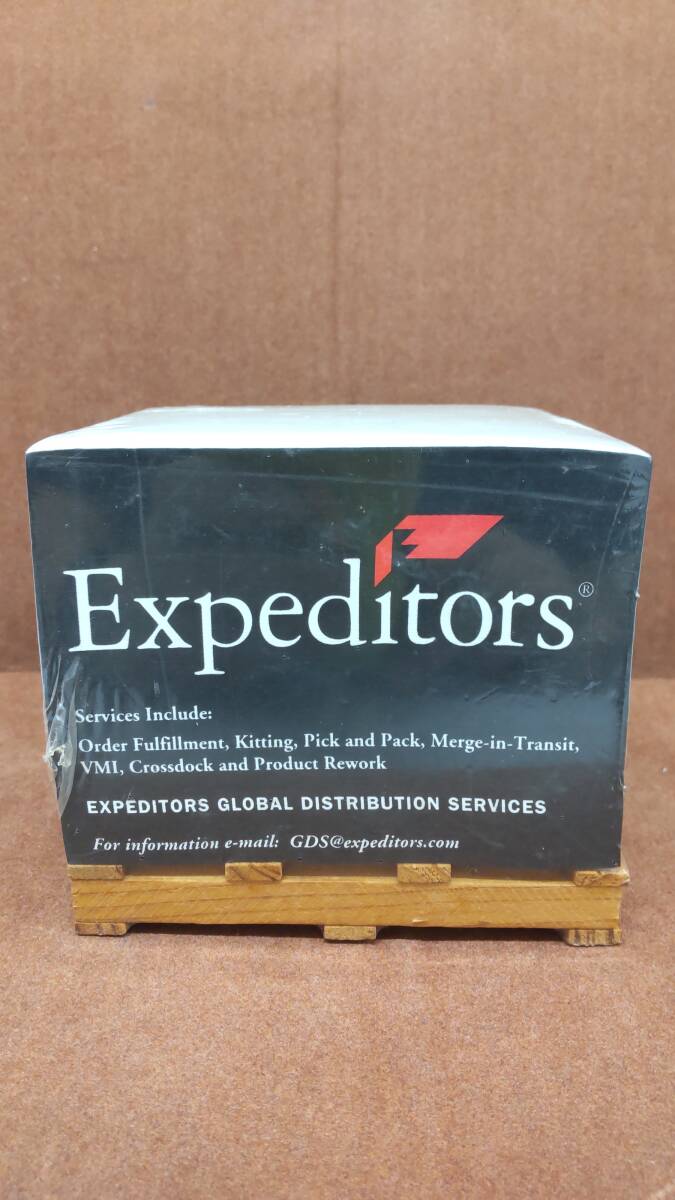 Expeditors®
Services Include:
Order Fulfillment, Kitting, Pick and Pack, Merge-in-Transit,
VMI, Crossdock and Product Rework
EXPEDITORS GLOBAL DISTRIBUTION SERVICES
For information e-mail: GDS@expeditors.com